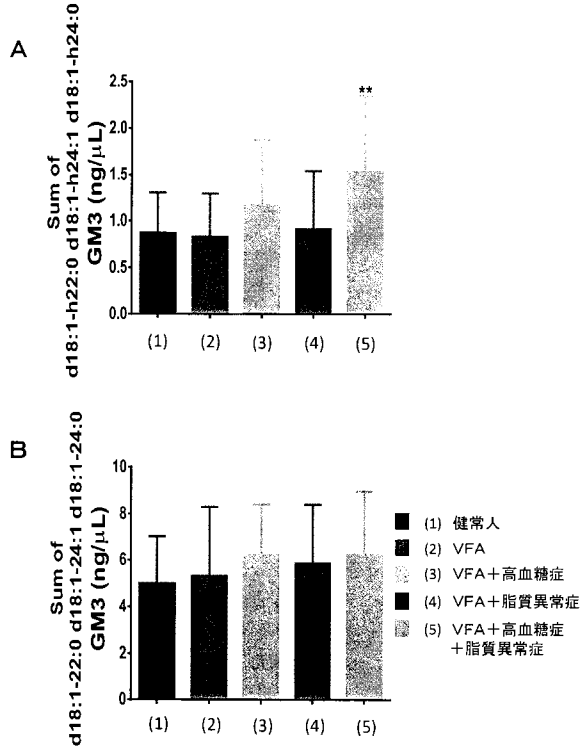 A
Sum of
d18:1-h22:0 d18:1-h24:1 d18:1-h24:0
GM3 (ng/μL)
2.5
2.0
1.5
1.0
0.5
0.0
**
(1) (2) (3) (4) (5)
B
Sum of
d18:1-22:0 d18:1-24:1 d18:1-24:0
GM3 (ng/μL)
10
8
6
4
2
0
(1) (2) (3) (4) (5)
(1) 健常人
(2) VFA
(3) VFA+高血糖症
(4) VFA+脂質異常症
(5) VFA+高血糖症
+脂質異常症